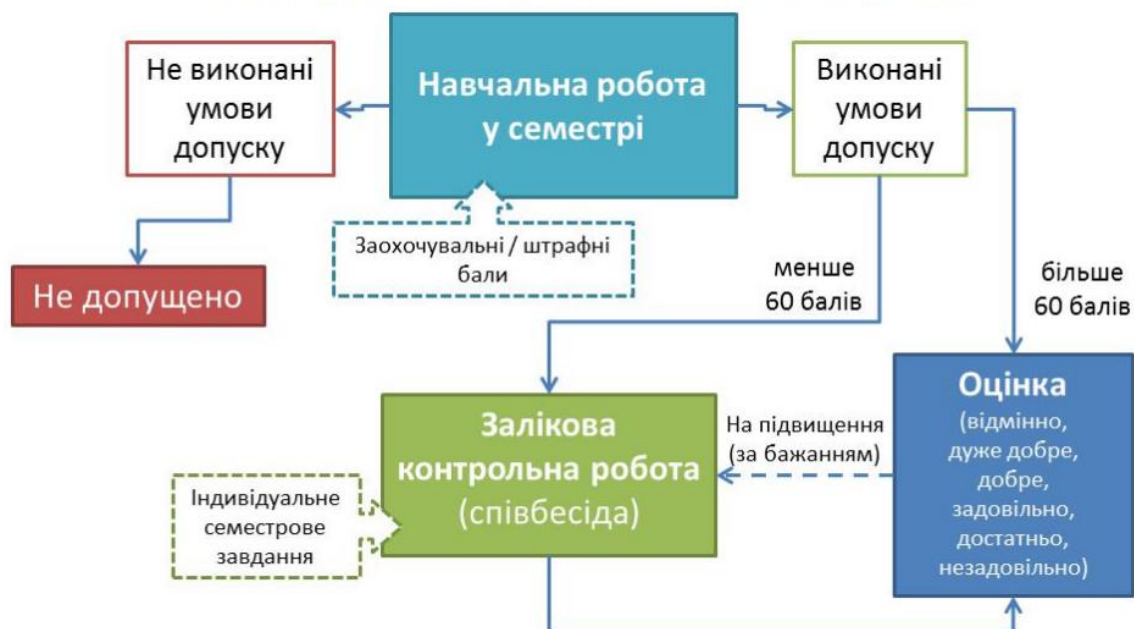 Не виконані
умови
допуску
Навчальна робота
у семестрі
Виконані
умови
допуску
Заохочувальні / штрафні
бали
Не допущено
менше
60 балів
більше
60 балів
Залікова
контрольна робота
(співбесіда)
На підвищення
(за бажанням)
Оцінка
(відмінно,
дуже добре,
добре,
задовільно,
достатньо,
незадовільно)
Індивідуальне
семестрове
завдання